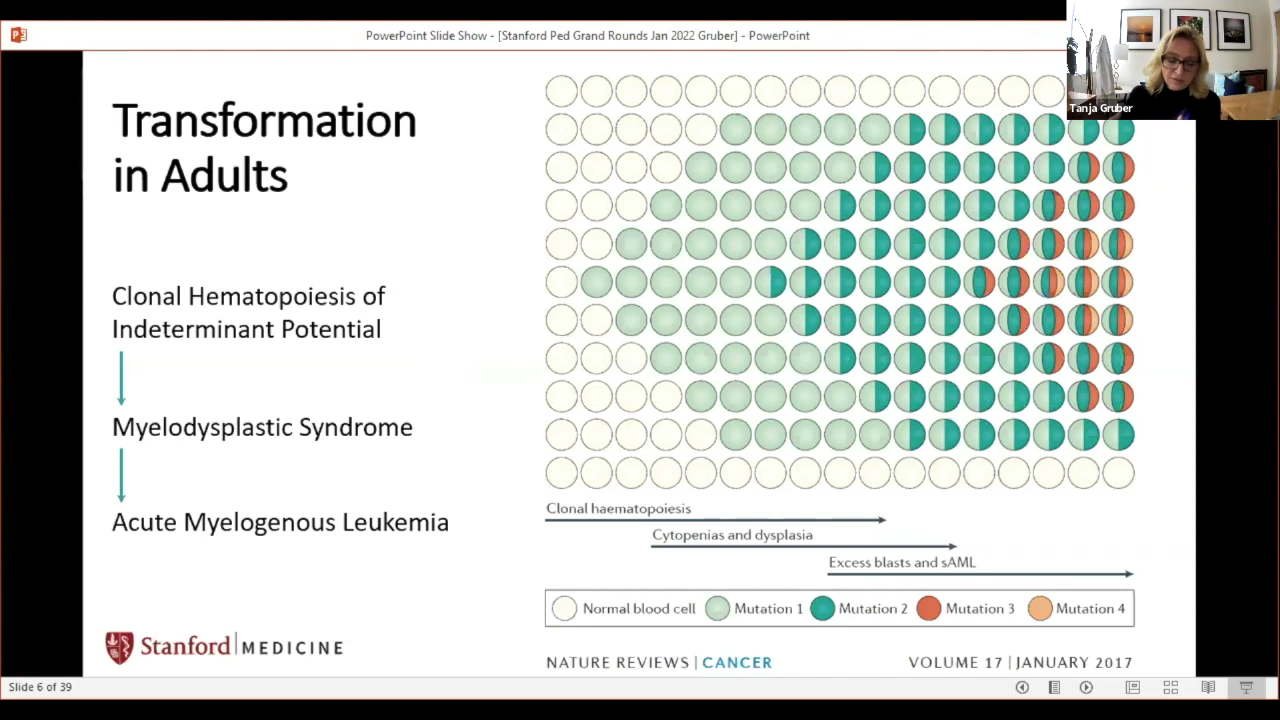 PowerPoint Slide Show - [Stanford Ped Grand Rounds Jan 2022 Gruber] - PowerPoint
Tanja Gruber
Transformation
in Adults
Clonal Hematopoiesis of
Indeterminant Potential
Myelodysplastic Syndrome
Acute Myelogenous Leukemia
Clonal haematopoiesis
Cytopenias and dysplasia
Excess blasts and sAML
Normal blood cell Mutation 1 Mutation 2 Mutation 3 Mutation 4
Stanford MEDICINE
NATURE REVIEWS | CANCER VOLUME 17 | JANUARY 2017
Slide 6 of 39